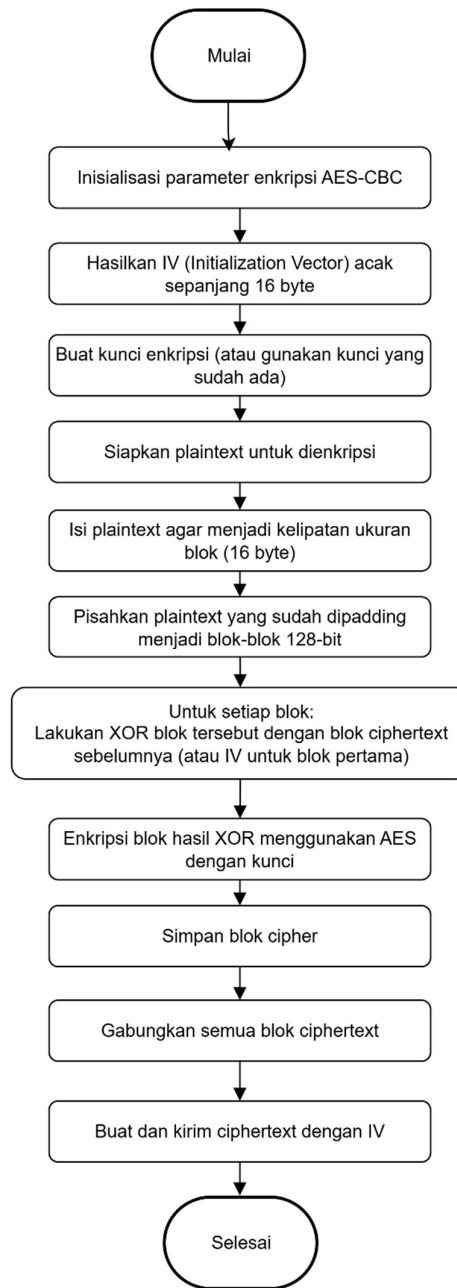 Mulai
Inisialisasi parameter enkripsi AES-CBC
Hasilkan IV (Initialization Vector) acak
sepanjang 16 byte
Buat kunci enkripsi (atau gunakan kunci yang
sudah ada)
Siapkan plaintext untuk dienkripsi
Isi plaintext agar menjadi kelipatan ukuran
blok (16 byte)
Pisahkan plaintext yang sudah dipadding
menjadi blok-blok 128-bit
Untuk setiap blok:
Lakukan XOR blok tersebut dengan blok ciphertext
sebelumnya (atau IV untuk blok pertama)
Enkripsi blok hasil XOR menggunakan AES
dengan kunci
Simpan blok cipher
Gabungkan semua blok ciphertext
Buat dan kirim ciphertext dengan IV
Selesai